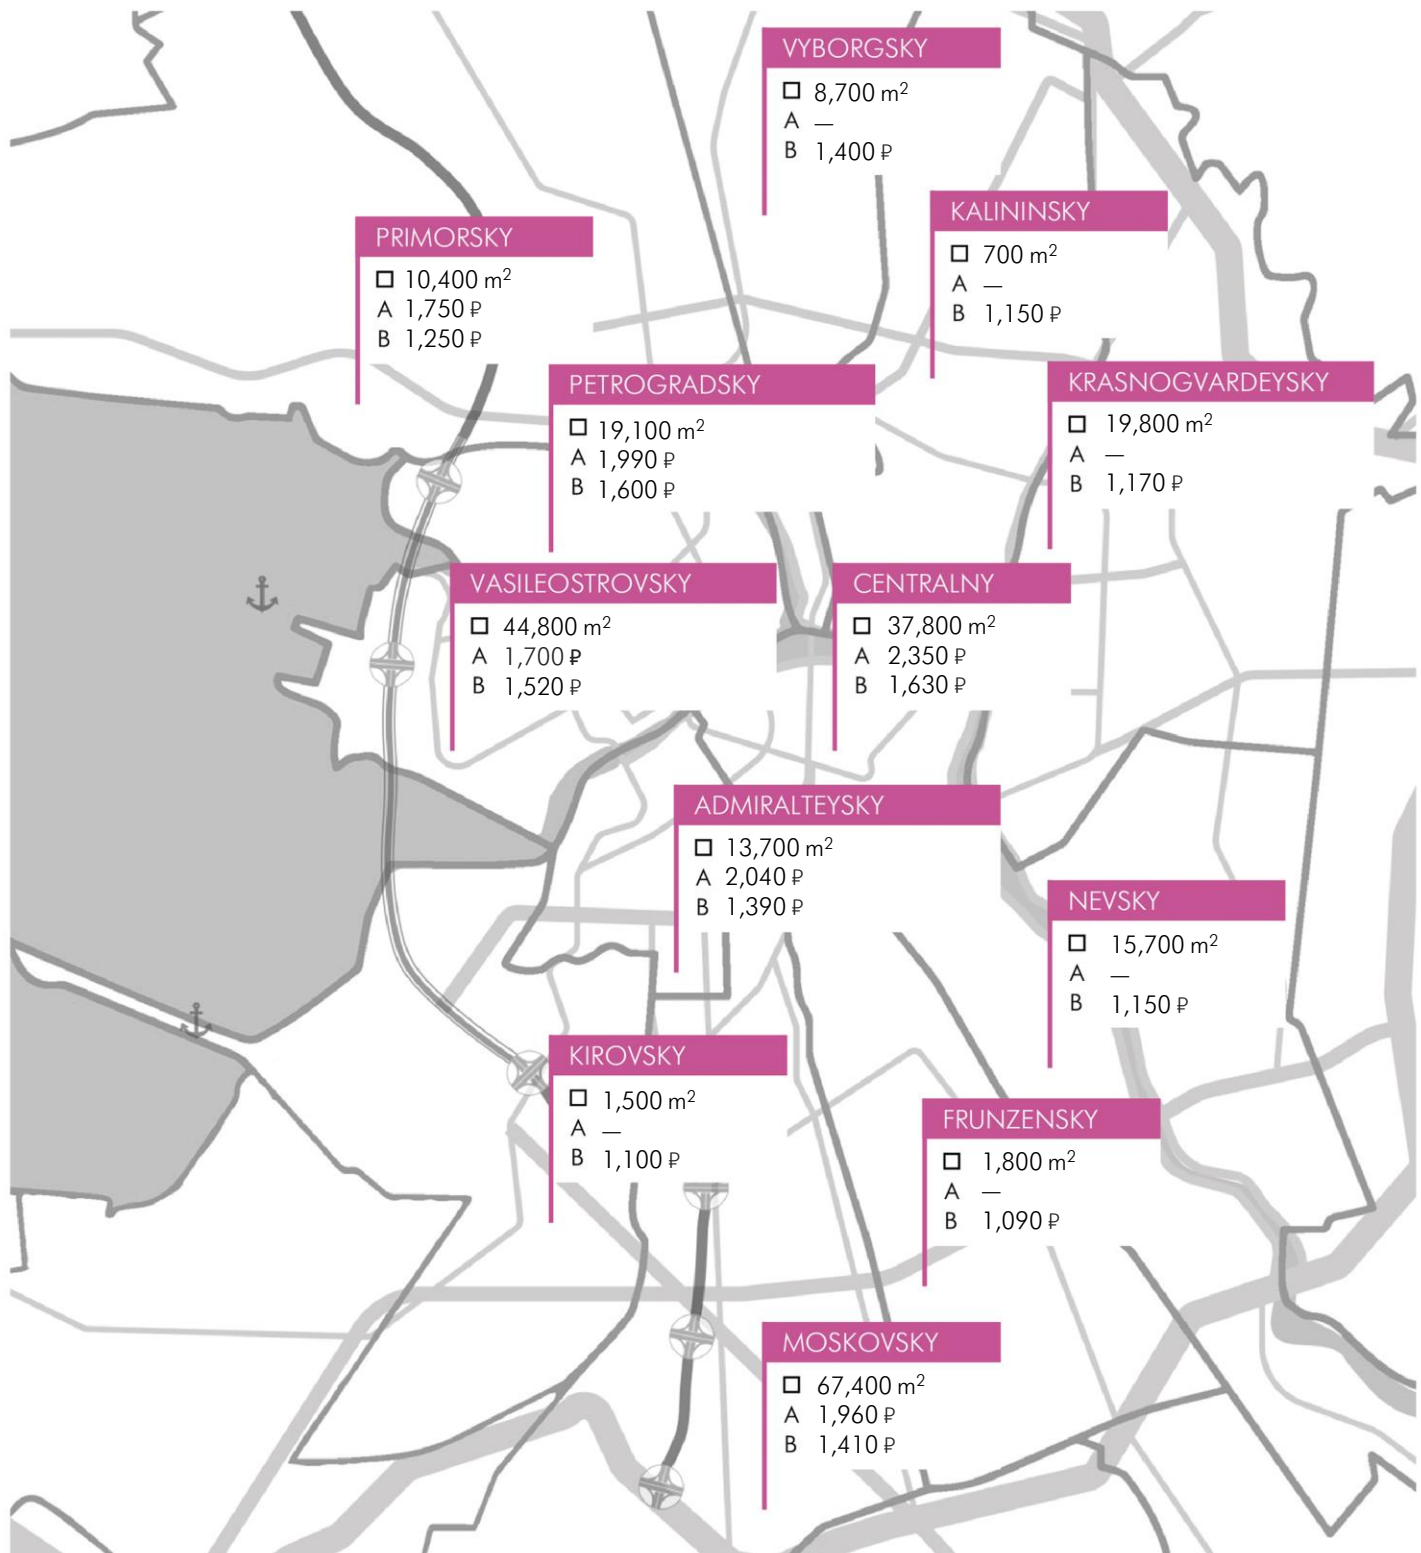 VYBORGSKY
8,700 m²
A —
B 1,400 ₽
KALININSKY
700 m²
A —
B 1,150 ₽
PRIMORSKY
10,400 m²
A 1,750 ₽
B 1,250 ₽
PETROGRADSKY
19,100 m²
A 1,990 ₽
B 1,600 ₽
KRASNOGVARDEYSKY
19,800 m²
A —
B 1,170 ₽
VASILEOSTROVSKY
44,800 m²
A 1,700 ₽
B 1,520 ₽
CENTRALNY
37,800 m²
A 2,350 ₽
B 1,630 ₽
ADMIRALTEYSKY
13,700 m²
A 2,040 ₽
B 1,390 ₽
NEVSKY
15,700 m²
A —
B 1,150 ₽
KIROVSKY
1,500 m²
A —
B 1,100 ₽
FRUNZENSKY
1,800 m²
A —
B 1,090 ₽
MOSKOVSKY
67,400 m²
A 1,960 ₽
B 1,410 ₽